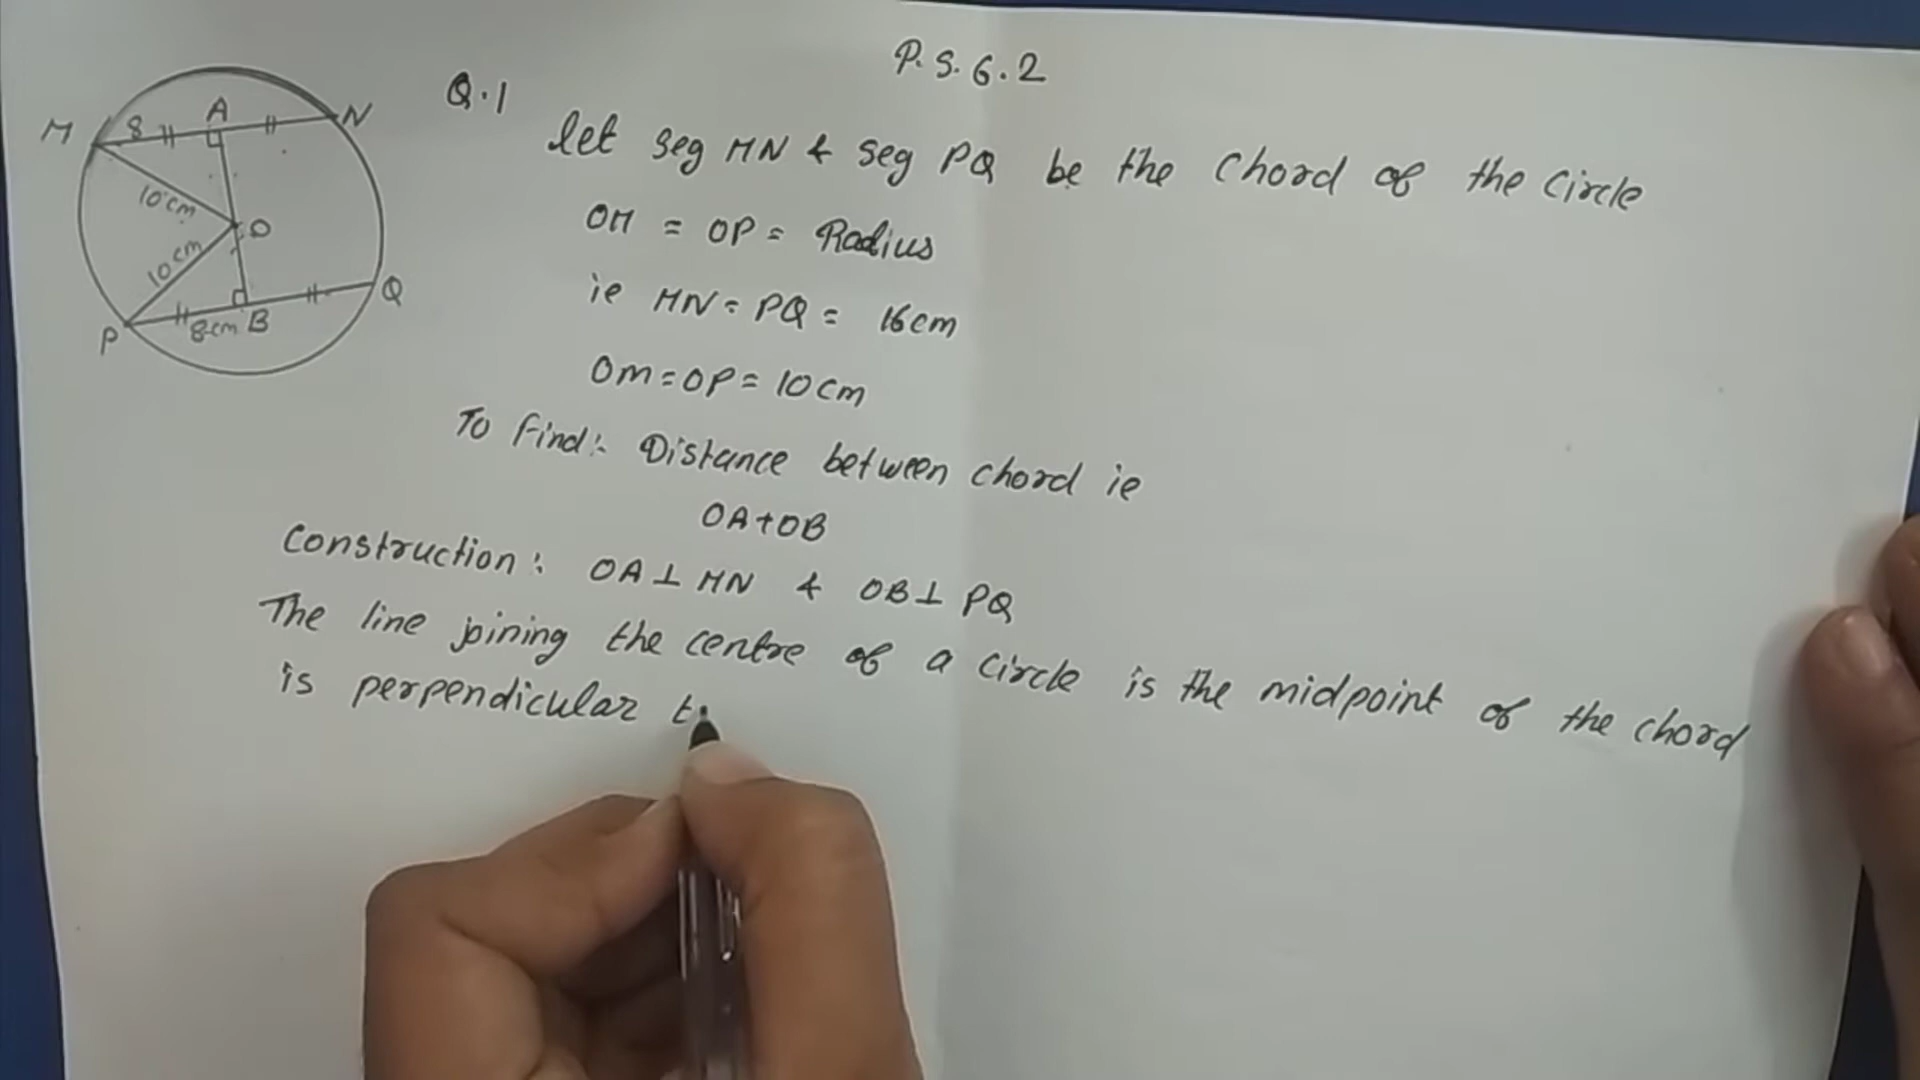 P.S. 6.2
Q.1
let seg MN & seg PQ be the chord of the circle
OM = OP = Radius
ie MN = PQ = 16cm
OM = OP = 10cm
To find :- Distance between chord ie
OA+OB
Construction : OA⊥MN & OB⊥PQ
The line joining the centre of a circle is the midpoint of the chord
is perpendicular t
M
8
A
N
10cm
O
10cm
P
8cm
B
Q